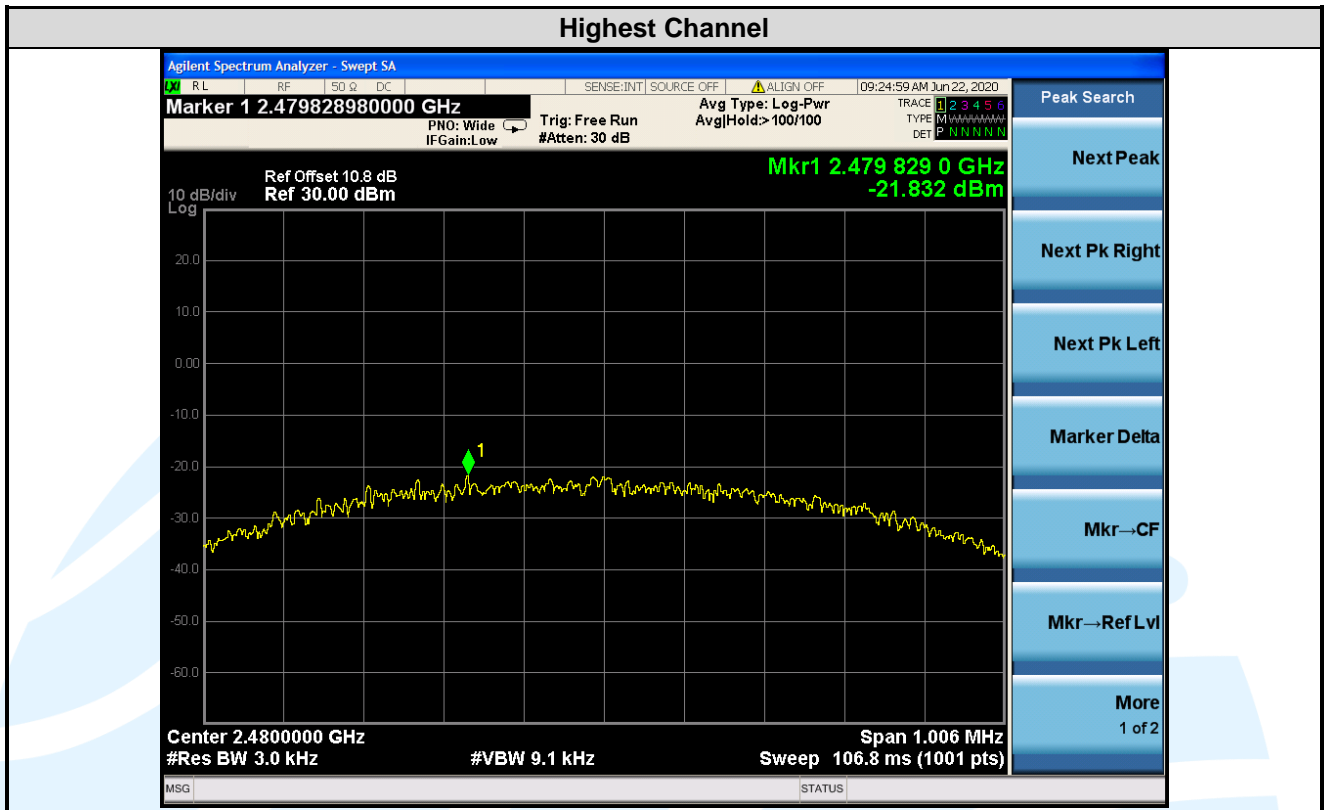 Highest Channel
Agilent Spectrum Analyzer - Swept SA
LXI RL RF 50 Ω DC SENSE:INT SOURCE OFF ALIGN OFF 09:24:59 AM Jun 22, 2020
Marker 1 2.479828980000 GHz
PNO: Wide
IFGain:Low
Trig: Free Run
#Atten: 30 dB
Avg Type: Log-Pwr
Avg|Hold:>100/100
TRACE 1 2 3 4 5 6
TYPE M WWWWW
DET P N N N N N
Peak Search
Next Peak
Next Pk Right
Next Pk Left
Marker Delta
Mkr→CF
Mkr→Ref Lvl
More
1 of 2
Mkr1 2.479 829 0 GHz
-21.832 dBm
Ref Offset 10.8 dB
10 dB/div Ref 30.00 dBm
Log
20.0
10.0
0.00
-10.0
1
-20.0
-30.0
-40.0
-50.0
-60.0
Center 2.4800000 GHz Span 1.006 MHz
#Res BW 3.0 kHz #VBW 9.1 kHz Sweep 106.8 ms (1001 pts)
MSG STATUS